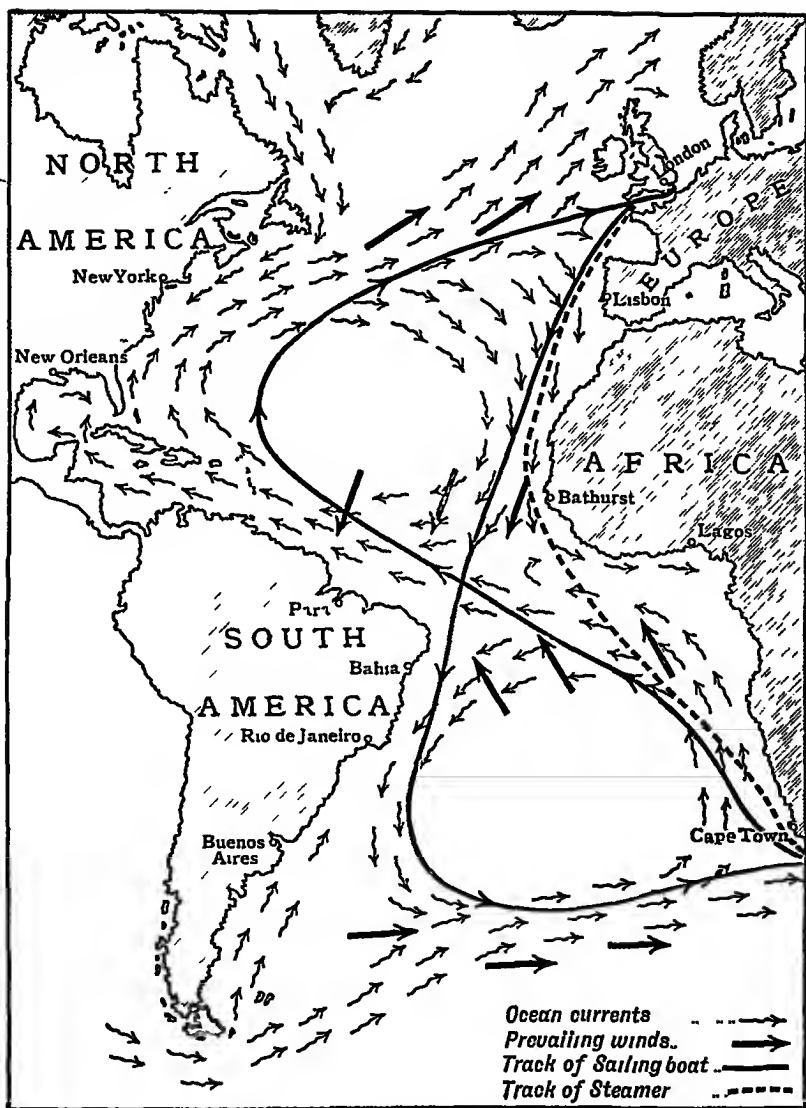 NORTH
AMERICA
London
EUROPE
New York
Lisbon
New Orleans
AFRICA
Bathurst
Lagos
SOUTH
Bahia
AMERICA
Rio de Janeiro
Buenos
Aires
Cape Town
Ocean currents
Prevailing winds
Track of Sailing boat
Track of Steamer